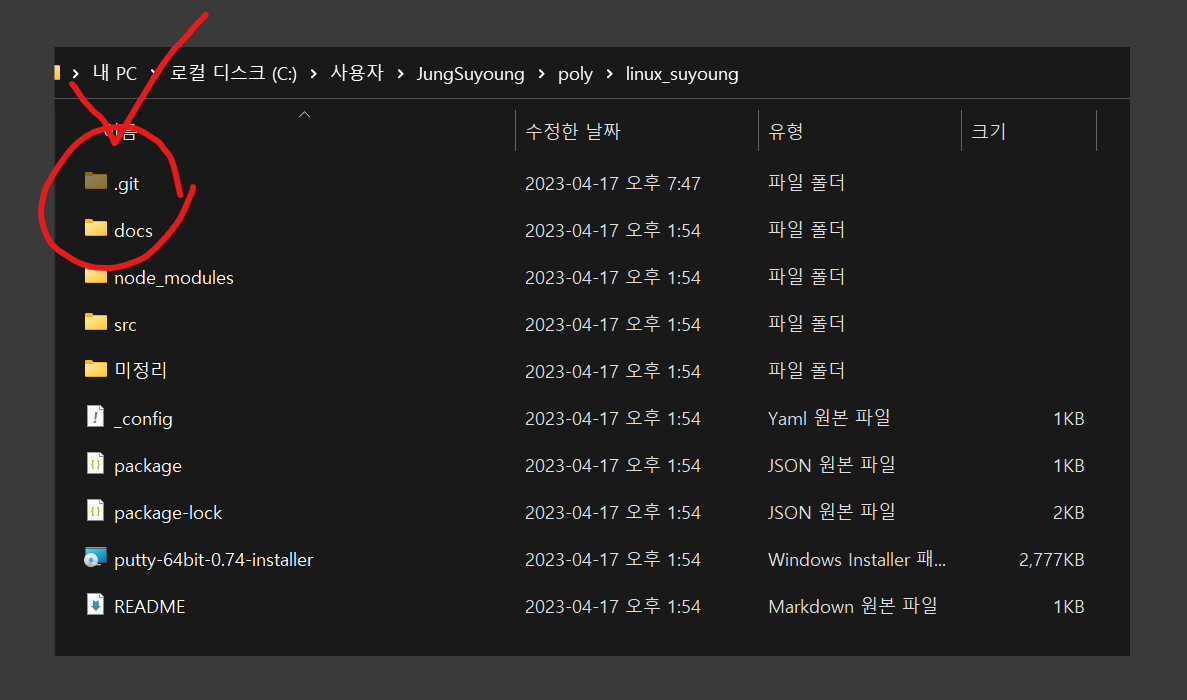 내 PC > 로컬 디스크 (C:) > 사용자 > JungSuyoung > poly > linux_suyoung
이름 수정한 날짜 유형 크기
.git 2023-04-17 오후 7:47 파일 폴더
docs 2023-04-17 오후 1:54 파일 폴더
node_modules 2023-04-17 오후 1:54 파일 폴더
src 2023-04-17 오후 1:54 파일 폴더
미정리 2023-04-17 오후 1:54 파일 폴더
_config 2023-04-17 오후 1:54 Yaml 원본 파일 1KB
package 2023-04-17 오후 1:54 JSON 원본 파일 1KB
package-lock 2023-04-17 오후 1:54 JSON 원본 파일 2KB
putty-64bit-0.74-installer 2023-04-17 오후 1:54 Windows Installer 패... 2,777KB
README 2023-04-17 오후 1:54 Markdown 원본 파일 1KB